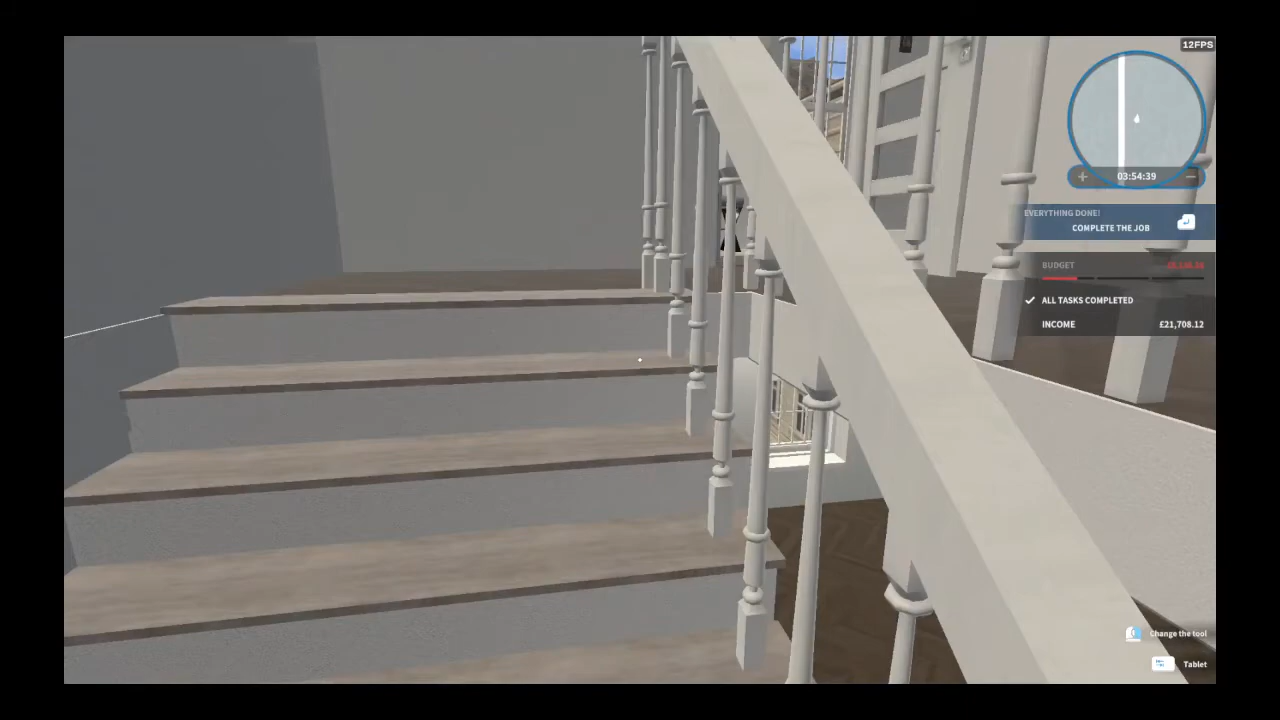 12FPS
03:54:39
EVERYTHING DONE!
COMPLETE THE JOB
BUDGET
ALL TASKS COMPLETED
INCOME £21,708.12
Change the tool
Tablet